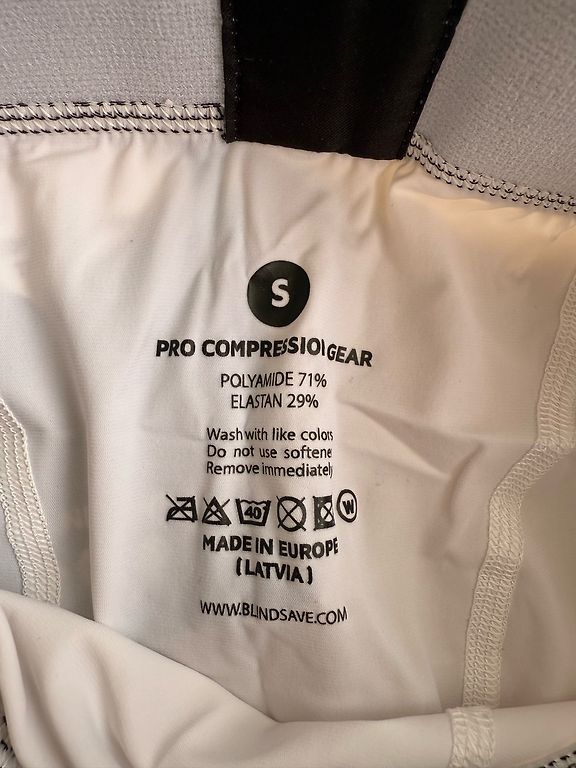 S
PRO COMPRESSION GEAR
POLYAMIDE 71%
ELASTAN 29%
Wash with like colors
Do not use softene
Remove immediately
40 W
MADE IN EUROPE
(LATVIA)
WWW.BLINDSAVE.COM